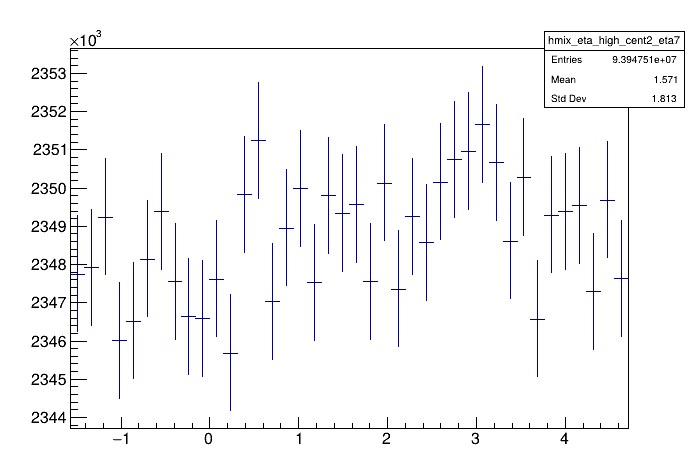 ×10³
hmix_eta_high_cent2_eta7
Entries 9.394751e+07
Mean 1.571
Std Dev 1.813
2353
2352
2351
2350
2349
2348
2347
2346
2345
2344
−1 0 1 2 3 4